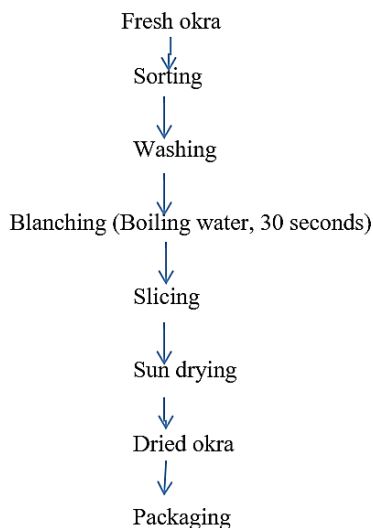 Fresh okra
Sorting
Washing
Blanching (Boiling water, 30 seconds)
Slicing
Sun drying
Dried okra
Packaging